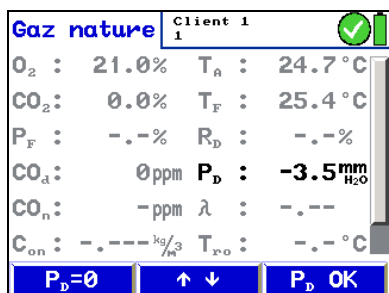 Gaz nature Client 1
1
O₂ : 21.0% T_A : 24.7°C
CO₂: 0.0% T_F : 25.4°C
P_F : -.-% R_D : -.-%
CO_d: 0ppm P_D : -3.5mm H₂O
CO_n: -ppm λ : -.--
C_on : -.--- kg/m³ T_ro : -.-°C
P_D=0 ↑ ↓ P_D OK